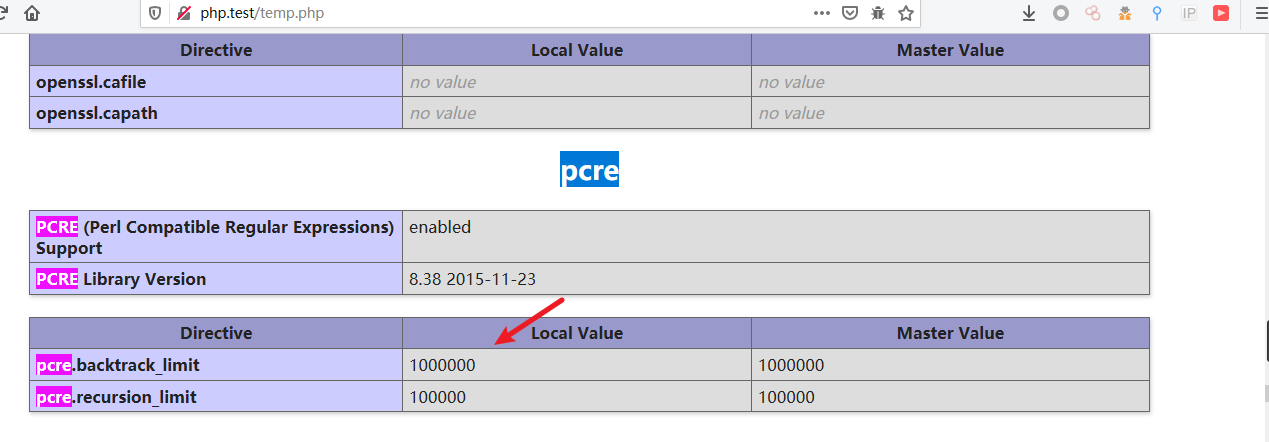 php.test/temp.php
IP
Directive Local Value Master Value
openssl.cafile no value no value
openssl.capath no value no value
pcre
PCRE (Perl Compatible Regular Expressions) enabled
Support
PCRE Library Version 8.38 2015-11-23
Directive Local Value Master Value
pcre.backtrack_limit 1000000 1000000
pcre.recursion_limit 100000 100000